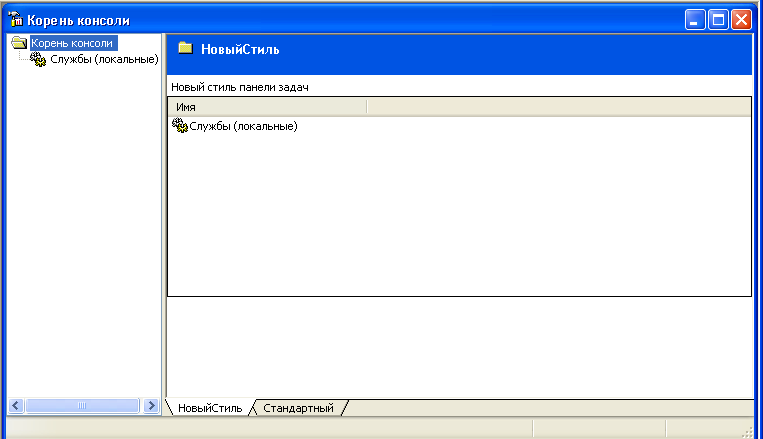 Корень консоли
Корень консоли
Службы (локальные)
НовыйСтиль
Новый стиль панели задач
Имя
Службы (локальные)
НовыйСтиль
Стандартный